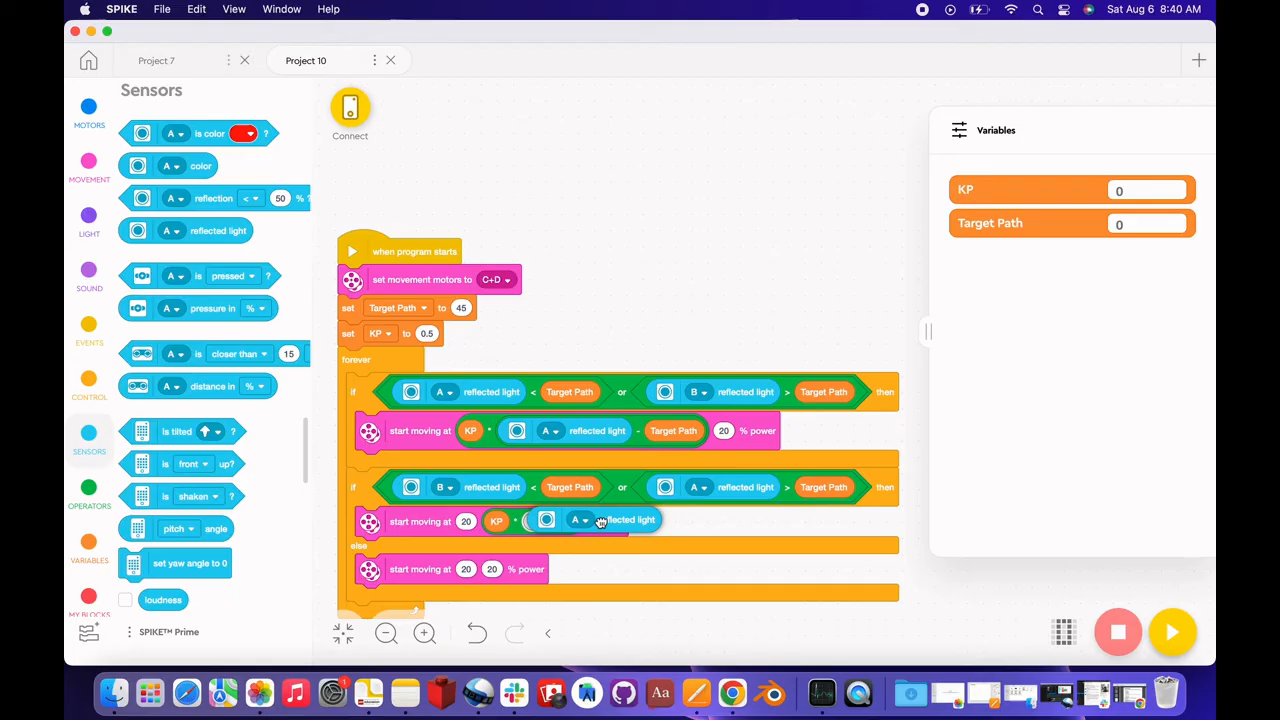 SPIKE File Edit View Window Help Sat Aug 6 8:40 AM
Project 7 Project 10
Sensors
MOTORS
MOVEMENT
LIGHT
SOUND
EVENTS
CONTROL
SENSORS
OPERATORS
VARIABLES
MY BLOCKS
A is color ?
A color
A reflection < 50 % ?
A reflected light
A is pressed ?
A pressure in %
A is closer than 15
A distance in %
is tilted ?
is front up?
is shaken ?
pitch angle
set yaw angle to 0
loudness
SPIKE™ Prime
Connect
when program starts
set movement motors to C+D
set Target Path to 45
set KP to 0.5
forever
if A reflected light < Target Path or B reflected light > Target Path then
start moving at KP * A reflected light - Target Path 20 % power
if B reflected light < Target Path or A reflected light > Target Path then
start moving at 20 KP * A reflected light
else
start moving at 20 20 % power
Variables
KP 0
Target Path 0
1
Aa